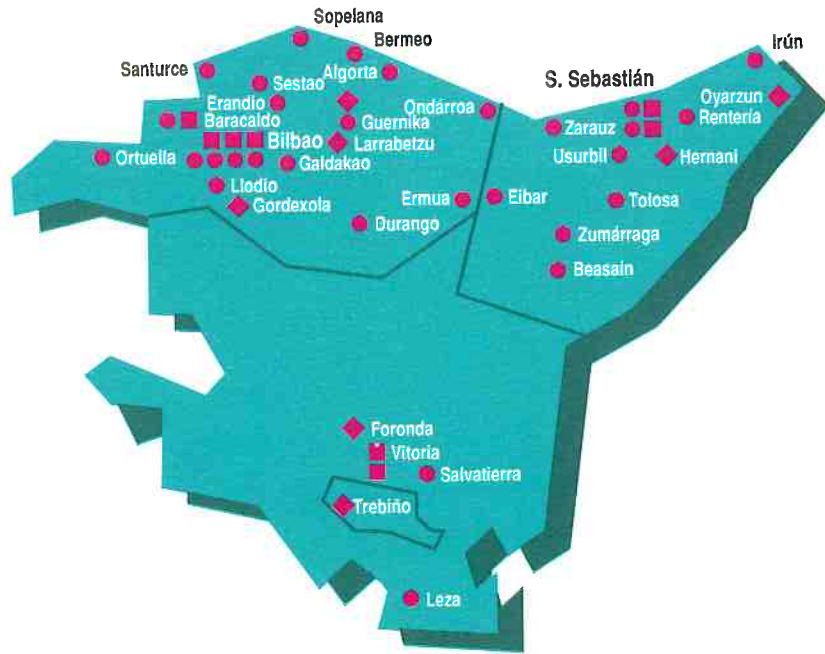 Sopelana
Bermeo
Irún
Santurce
Algorta
S. Sebastián
Sestao
Oyarzun
Erandio
Ondárroa
Rentería
Baracaldo
Guernika
Zarauz
Bilbao
Larrabetzu
Usurbil
Hernani
Ortuella
Galdakao
Llodio
Ermua
Eibar
Tolosa
Gordexola
Durango
Zumárraga
Beasain
Foronda
Vitoria
Salvatierra
Trebiño
Leza